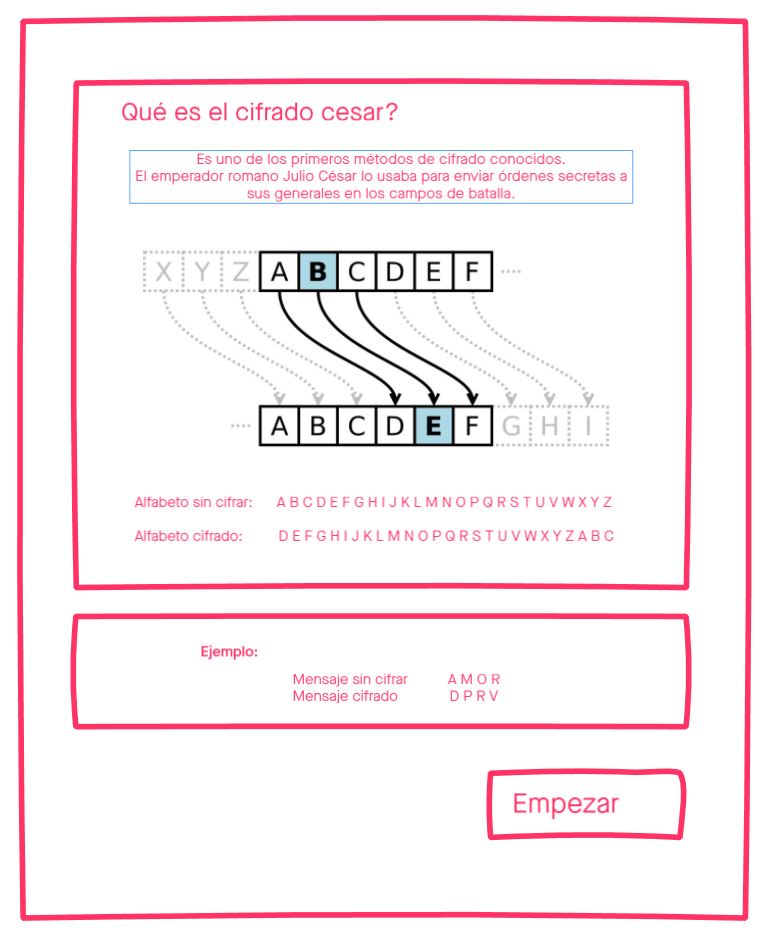 Qué es el cifrado cesar?
Es uno de los primeros métodos de cifrado conocidos.
El emperador romano Julio César lo usaba para enviar órdenes secretas a
sus generales en los campos de batalla.
X Y Z A B C D E F ....
.... A B C D E F G H I
Alfabeto sin cifrar: A B C D E F G H I J K L M N O P Q R S T U V W X Y Z
Alfabeto cifrado: D E F G H I J K L M N O P Q R S T U V W X Y Z A B C
Ejemplo:
Mensaje sin cifrar A M O R
Mensaje cifrado D P R V
Empezar